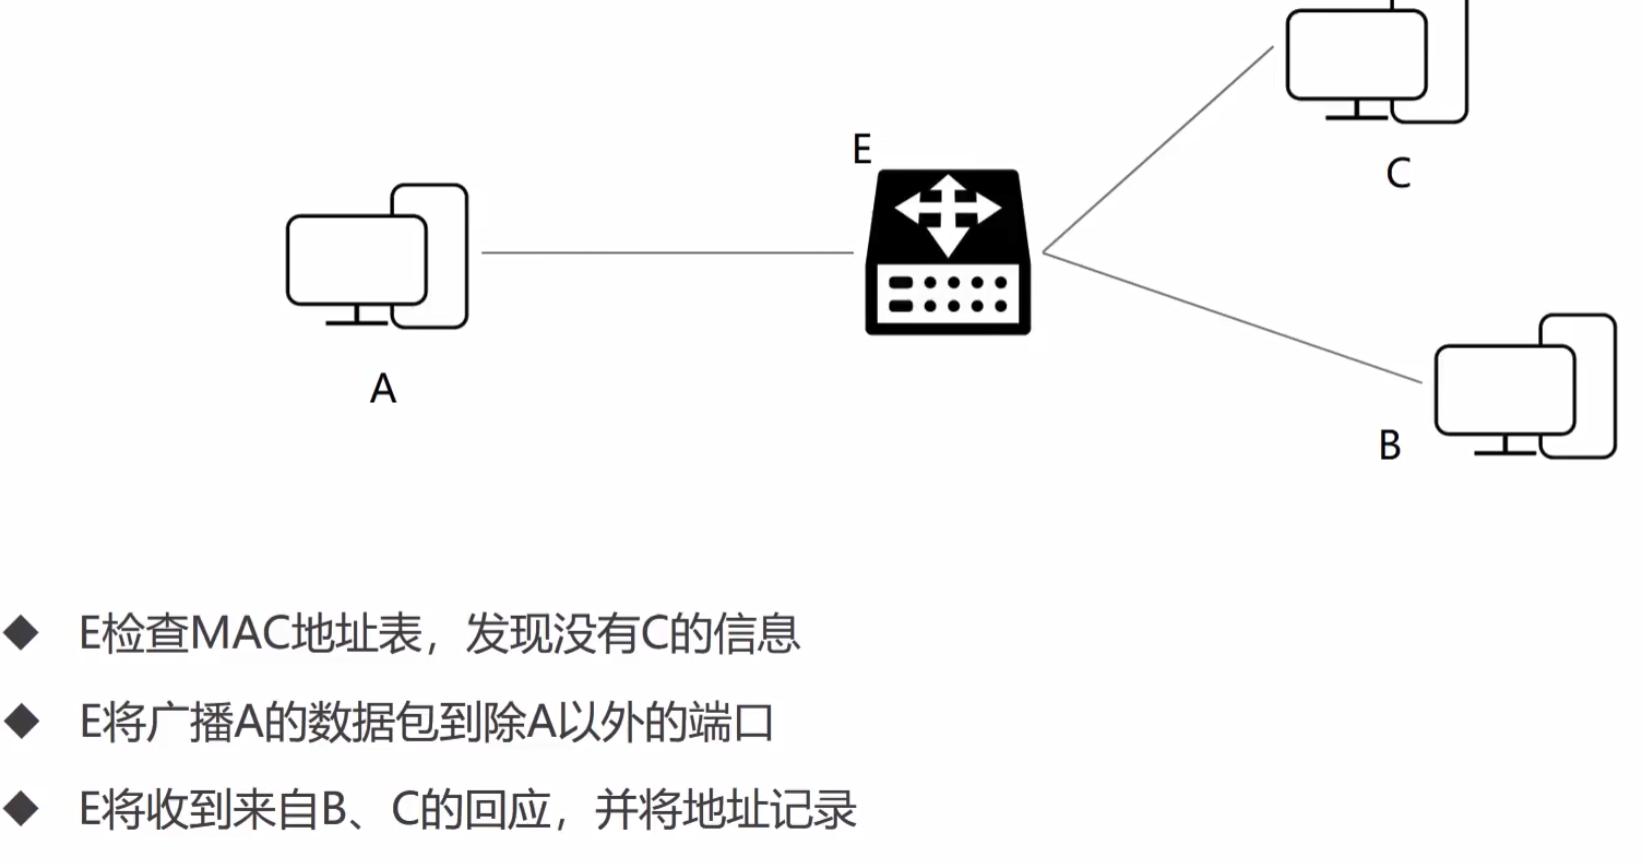 E
C
A
B
E检查MAC地址表，发现没有C的信息
E将广播A的数据包到除A以外的端口
E将收到来自B、C的回应，并将地址记录